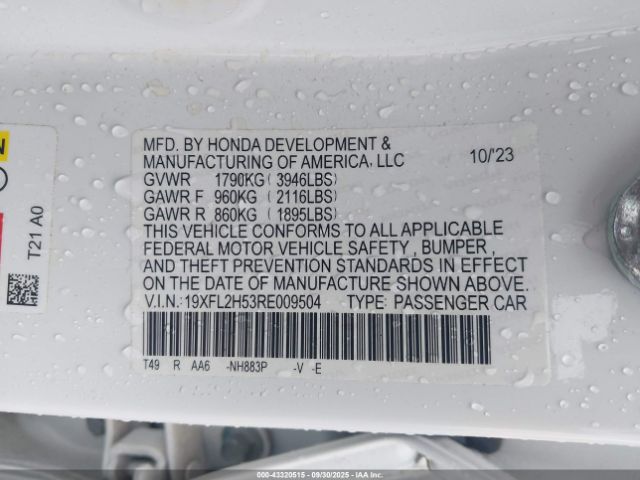 MFD. BY HONDA DEVELOPMENT &
MANUFACTURING OF AMERICA, LLC 10/'23
GVWR 1790KG ( 3946LBS)
GAWR F 960KG ( 2116LBS)
GAWR R 860KG ( 1895LBS)
THIS VEHICLE CONFORMS TO ALL APPLICABLE
FEDERAL MOTOR VEHICLE SAFETY , BUMPER ,
AND THEFT PREVENTION STANDARDS IN EFFECT
ON THE DATE OF MANUFACTURE SHOWN ABOVE.
V.I.N.: 19XFL2H53RE009504 TYPE: PASSENGER CAR
T49 R AA6 -NH883P -V -E
T21 A0
000-43320515 - 09/30/2025 - IAAI, Inc.